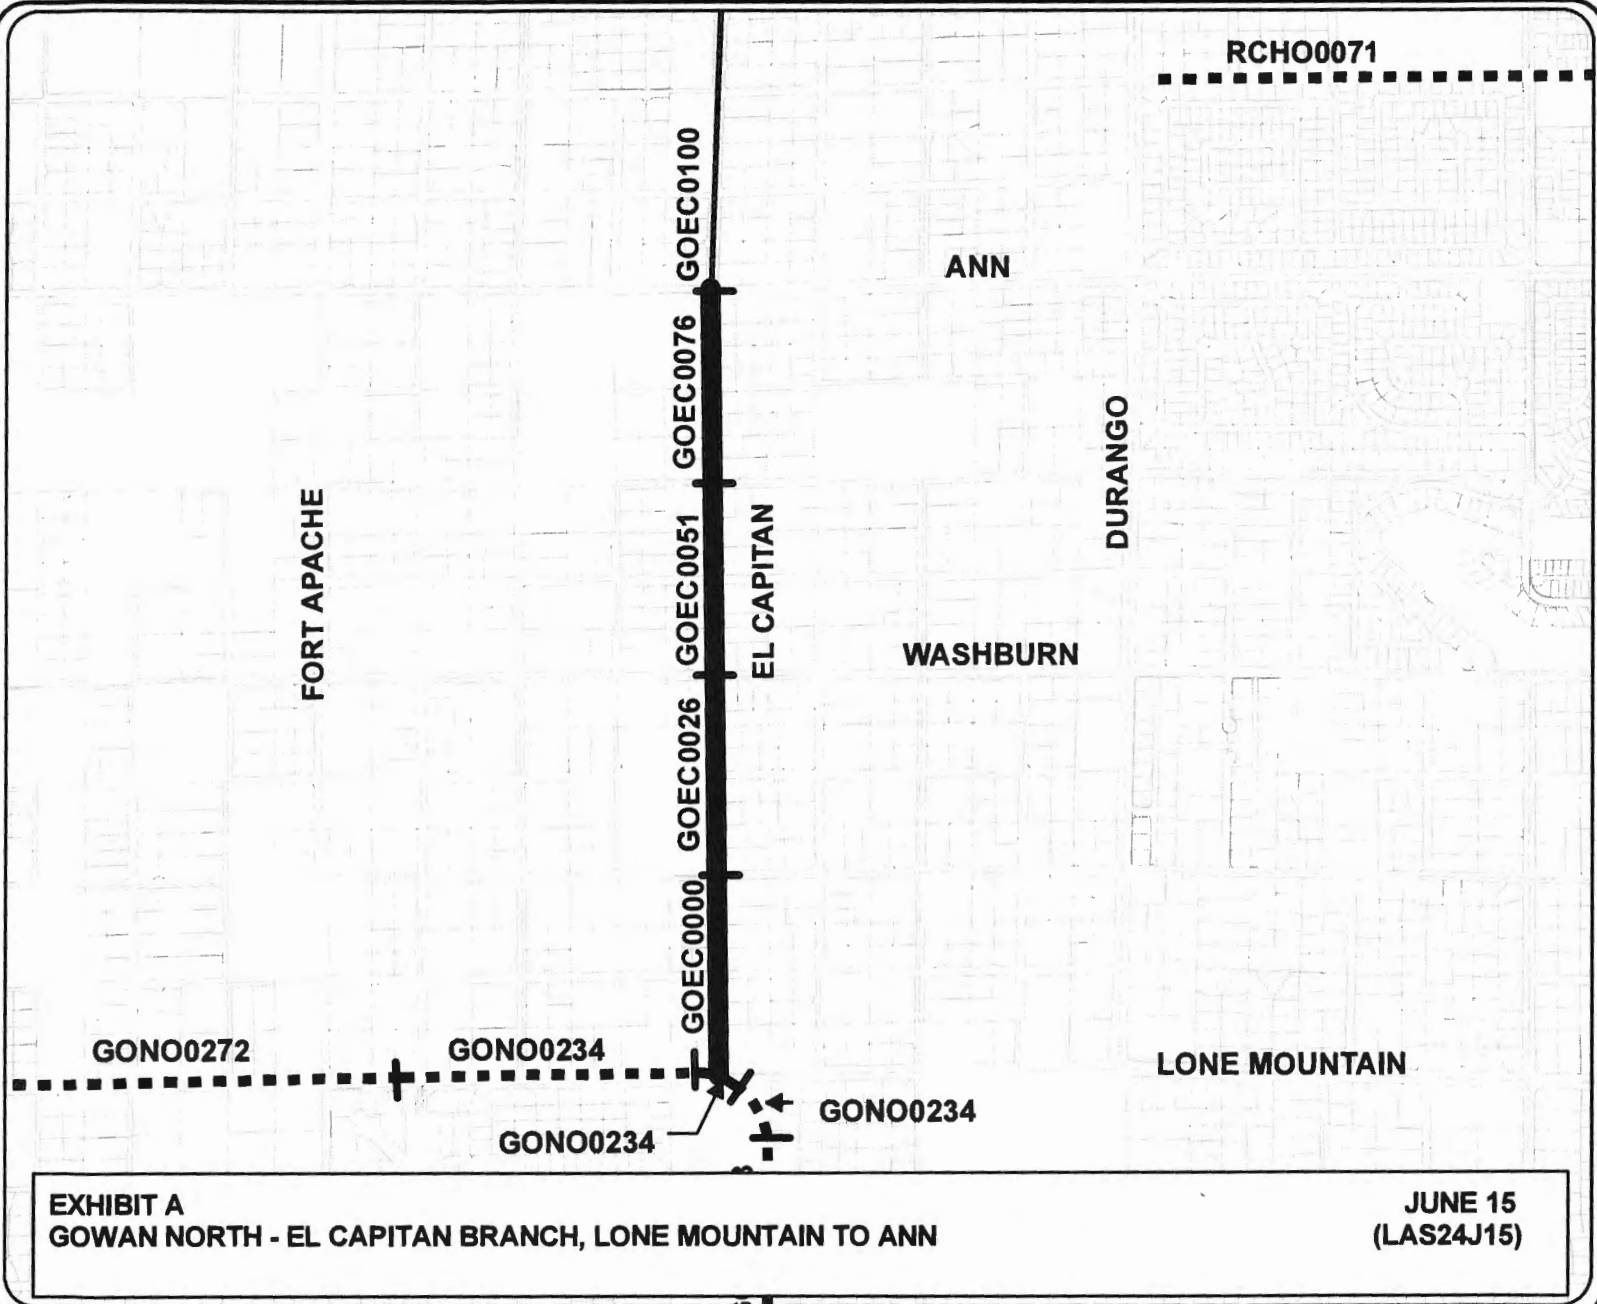 RCHO0071
GOEC0100
ANN
GOEC0076
DURANGO
FORT APACHE
GOEC0051
EL CAPITAN
WASHBURN
GOEC0026
GOEC0000
GONO0272
GONO0234
LONE MOUNTAIN
GONO0234
GONO0234
EXHIBIT A
GOWAN NORTH - EL CAPITAN BRANCH, LONE MOUNTAIN TO ANN
JUNE 15
(LAS24J15)